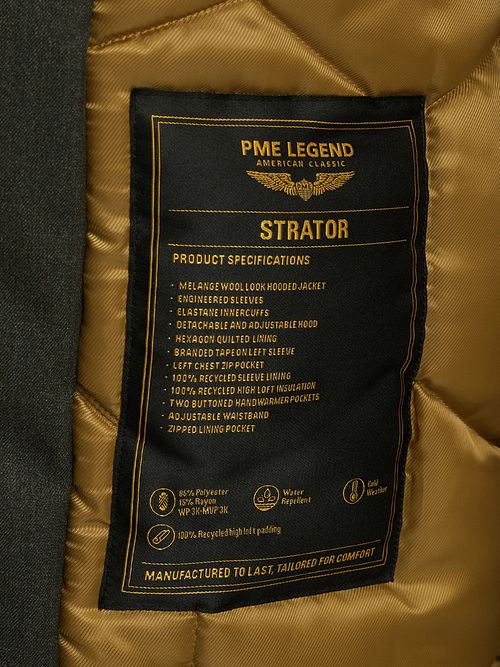 PME LEGEND
AMERICAN CLASSIC
PME
STRATOR
PRODUCT SPECIFICATIONS
- MELANGE WOOL LOOK HOODED JACKET
- ENGINEERED SLEEVES
- ELASTANE INNERCUFFS
- DETACHABLE AND ADJUSTABLE HOOD
- HEXAGON QUILTED LINING
- BRANDED TAPE ON LEFT SLEEVE
- LEFT CHEST ZIP POCKET
- 100% RECYCLED SLEEVE LINING
- 100% RECYCLED HIGH LOFT INSULATION
- TWO BUTTONED HANDWARMER POCKETS
- ADJUSTABLE WAISTBAND
- ZIPPED LINING POCKET
85% Polyester
15% Rayon
WP 3K-MVP 3K
Water
Repellent
Cold
Weather
100% Recycled high loft padding
MANUFACTURED TO LAST, TAILORED FOR COMFORT